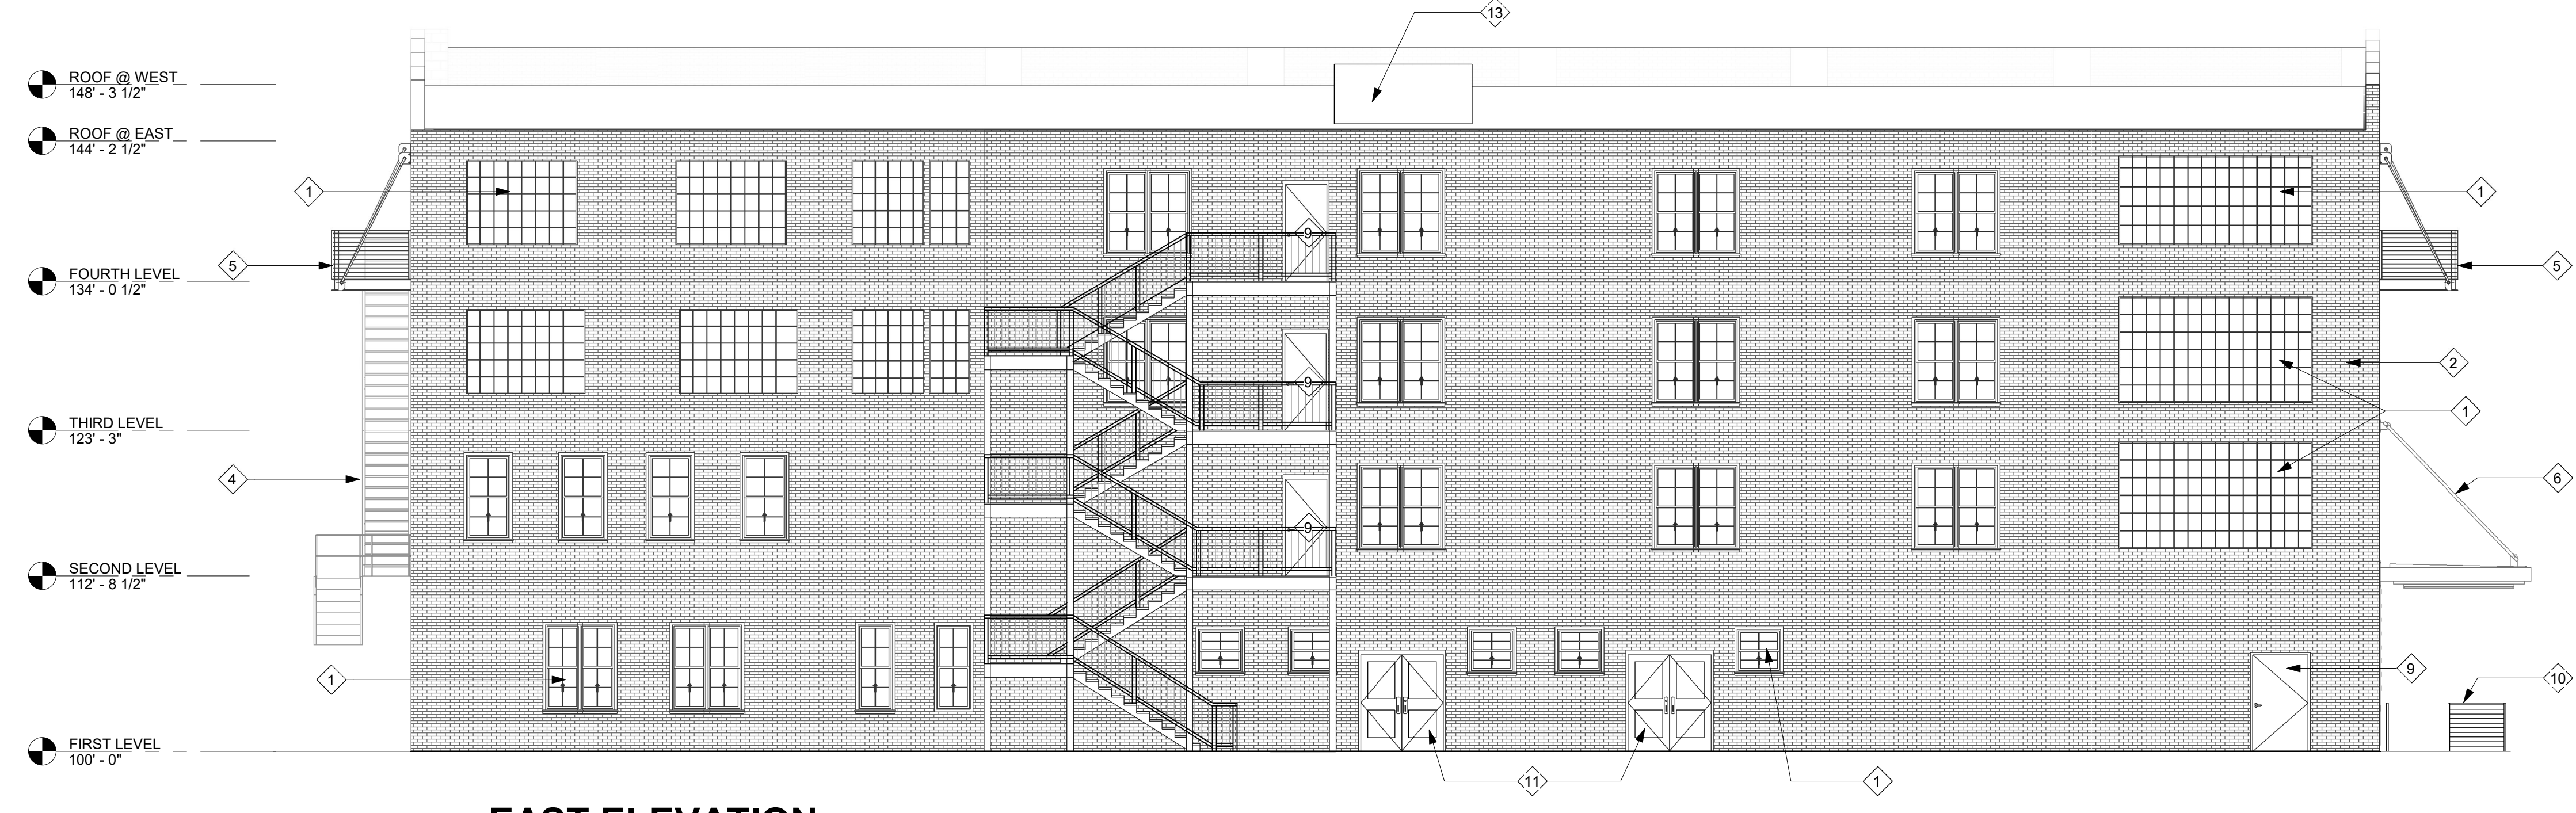 13
ROOF @ WEST
148' - 3 1/2"
ROOF @ EAST
144' - 2 1/2"
1
1
9
5
5
FOURTH LEVEL
134' - 0 1/2"
2
9
1
THIRD LEVEL
123' - 3"
4
6
9
SECOND LEVEL
112' - 8 1/2"
1
9
10
FIRST LEVEL
100' - 0"
11
1
EAST ELEVATION